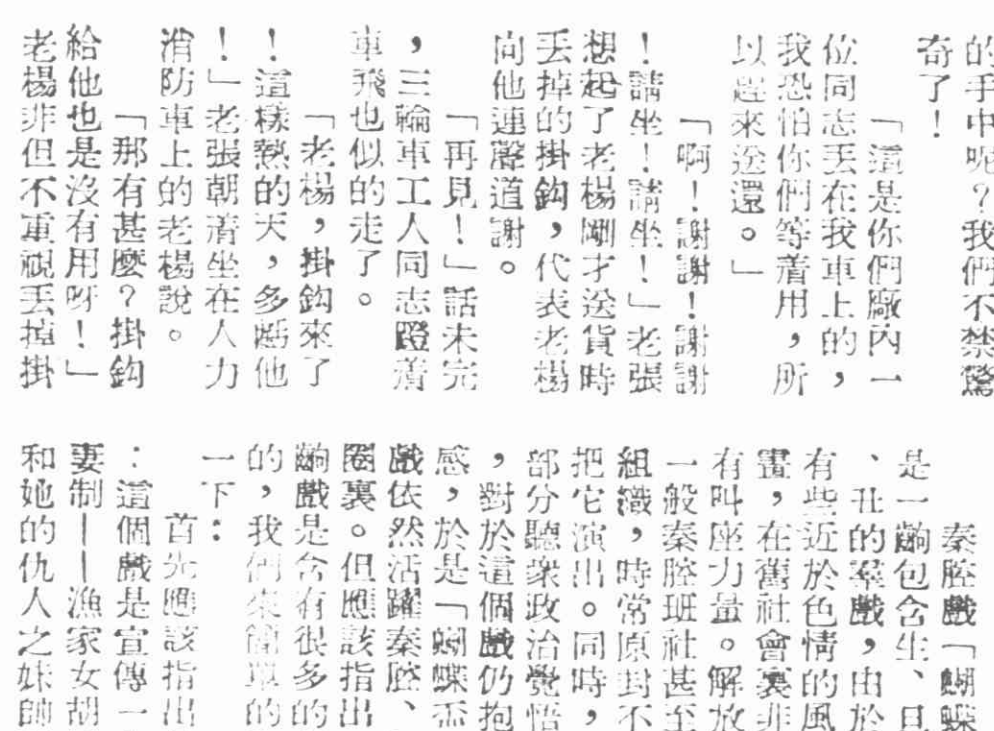 的手中呢？我們不禁驚
奇了！
「這是你們廠內一
位同志丟在我車上的，
我恐怕你們等着用，所
以趕來送還。」
「啊！謝謝！謝謝
！請坐！請坐！」老張
想起了老楊剛才送貨時
丟掉的掛鈎，代表老楊
向他連聲道謝。
「再見！」話未完
，三輪車工人同志蹬着
車飛也似的走了。
「老楊，掛鈎來了
！這樣熱的天，多虧他
！」老張朝着坐在人力
消防車上的老楊說。
「那有甚麼？掛鈎
給他也是沒有用呀！」
老楊非但不重視丟掉掛
秦腔戲「蝴蝶
是一齣包含生、旦
、丑的羣戲，由於
有些近於色情的風
書，在舊社會裏非
有叫座力量。解放
一般秦腔班社甚至
組織，時常原封不
把它演出。同時，
部分聽衆政治覺悟
，對於這個戲仍抱
感，於是「蝴蝶盃
戲依然活躍秦腔、
圈裏。但應該指出
齣戲是含有很多的
的，我們來簡單的
一下：
首先應該指出
：這個戲是宣傳一
妻制——漁家女胡
和她的仇人之妹帥